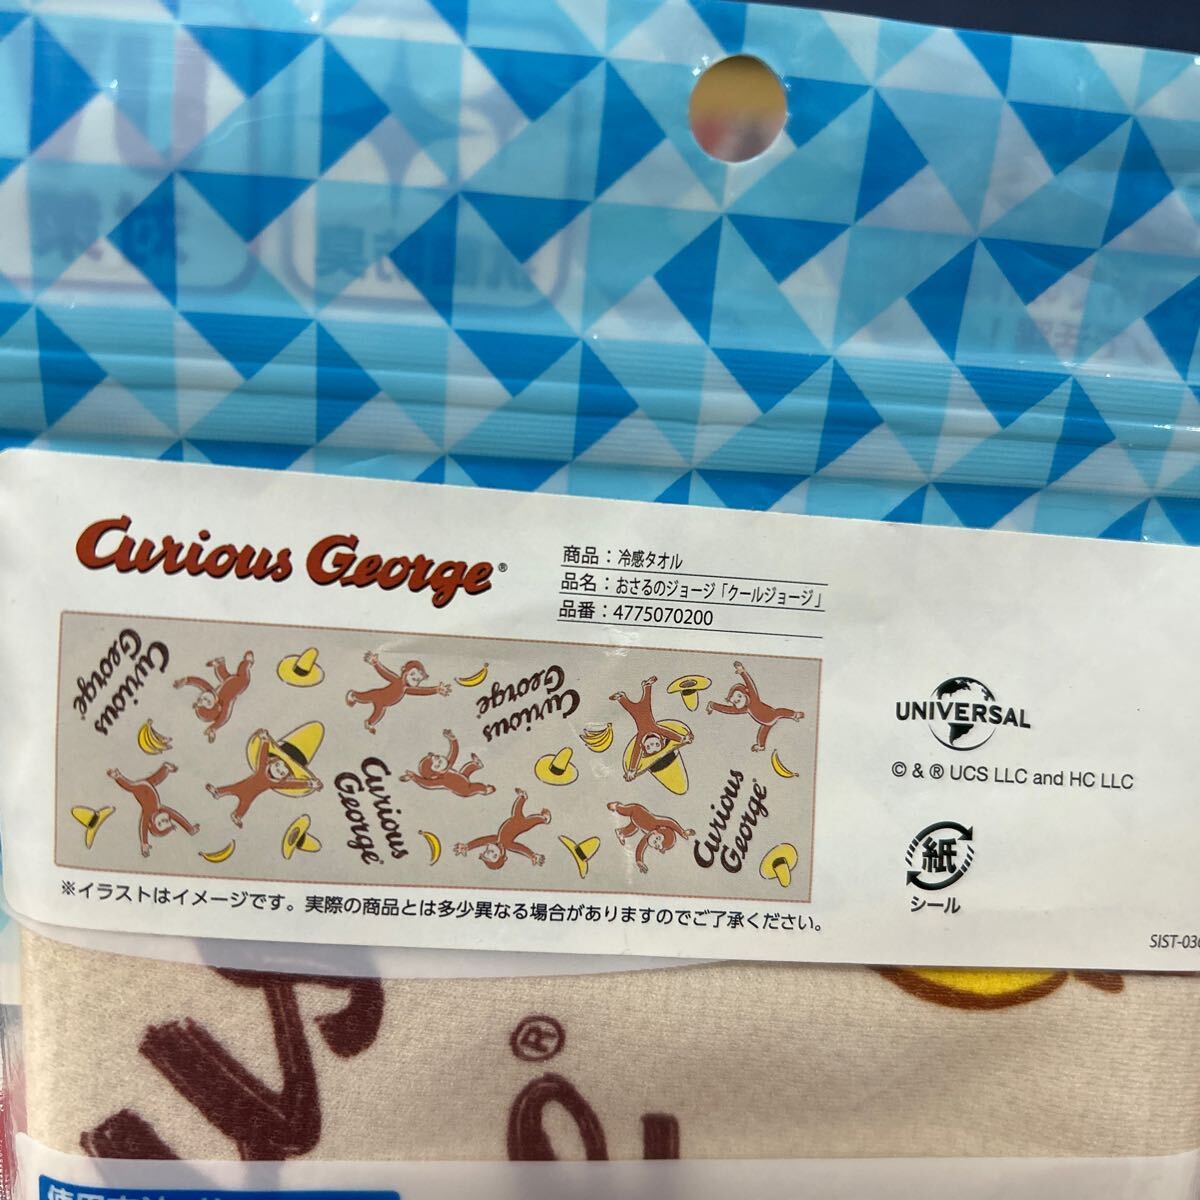 Curious George®
商品：冷感タオル
品名：おさるのジョージ「クールジョージ」
品番：4775070200
Curious
George®
Curious
George®
Curious
George®
Curious
George®
UNIVERSAL
© & ® UCS LLC and HC LLC
紙
シール
※イラストはイメージです。実際の商品とは多少異なる場合がありますのでご了承ください。
SIST-036
®